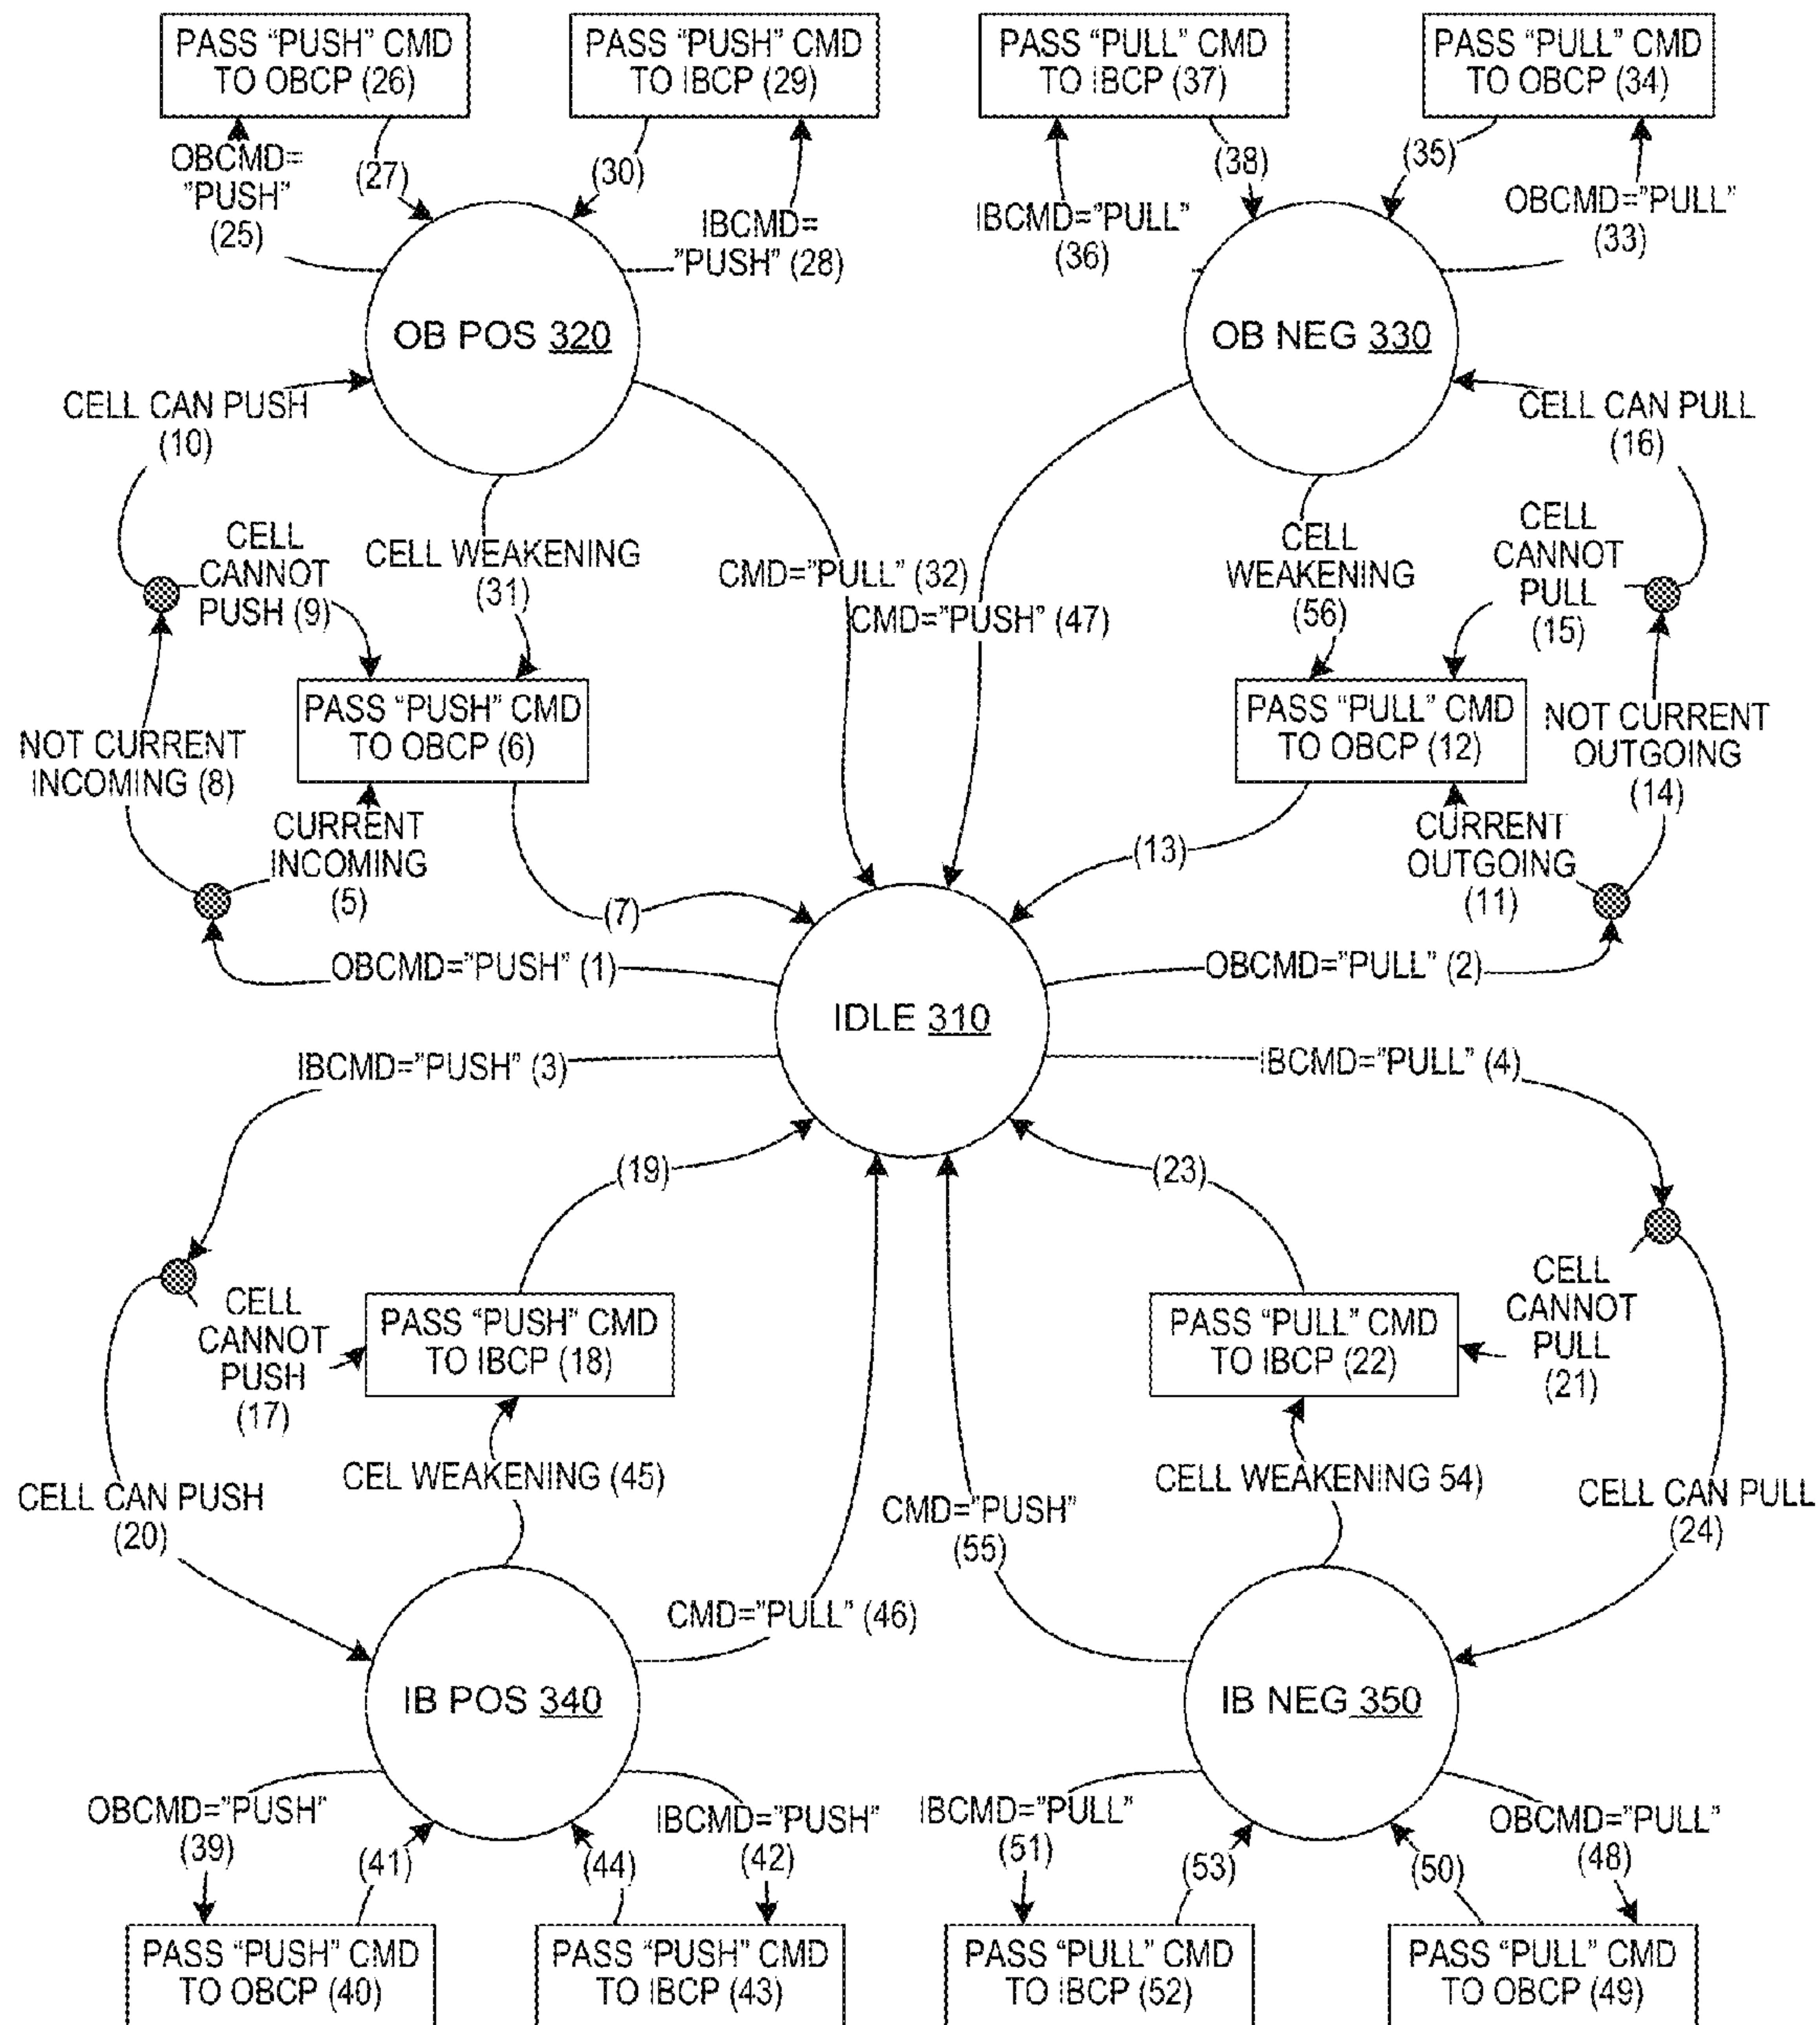 PASS “PUSH” CMD
TO OBCP (26)
PASS “PUSH” CMD
TO IBCP (29)
PASS “PULL” CMD
TO IBCP (37)
PASS “PULL” CMD
TO OBCP (34)
OBCMD=
”PUSH”
(25)
(27)
(30)
IBCMD=
”PUSH” (28)
IBCMD=”PULL”
(36)
(38)
(35)
OBCMD=”PULL”
(33)
OB POS 320
OB NEG 330
CELL CAN PUSH
(10)
CELL CAN PULL
(16)
CELL
CANNOT
PUSH (9)
CELL WEAKENING
(31)
CMD=”PULL” (32)
CMD=”PUSH” (47)
CELL
WEAKENING
(56)
CELL
CANNOT
PULL
(15)
NOT CURRENT
INCOMING (8)
PASS “PUSH” CMD
TO OBCP (6)
PASS “PULL” CMD
TO OBCP (12)
NOT CURRENT
OUTGOING
(14)
CURRENT
INCOMING
(5)
(7)
(13)
CURRENT
OUTGOING
(11)
OBCMD=”PUSH” (1)
OBCMD=”PULL” (2)
IDLE 310
IBCMD=”PUSH” (3)
IBCMD=”PULL” (4)
(19)
(23)
CELL
CANNOT
PUSH
(17)
PASS “PUSH” CMD
TO IBCP (18)
PASS “PULL” CMD
TO IBCP (22)
CELL
CANNOT
PULL
(21)
CELL CAN PUSH
(20)
CEL WEAKENING (45)
CMD=”PUSH”
(55)
CELL WEAKENING 54)
CELL CAN PULL
(24)
CMD=”PULL” (46)
IB POS 340
IB NEG 350
OBCMD=”PUSH”
(39)
(41)
(44)
IBCMD=”PUSH”
(42)
IBCMD=”PULL”
(51)
(53)
(50)
OBCMD=”PULL”
(48)
PASS “PUSH” CMD
TO OBCP (40)
PASS “PUSH” CMD
TO IBCP (43)
PASS “PULL” CMD
TO IBCP (52)
PASS “PULL” CMD
TO OBCP (49)